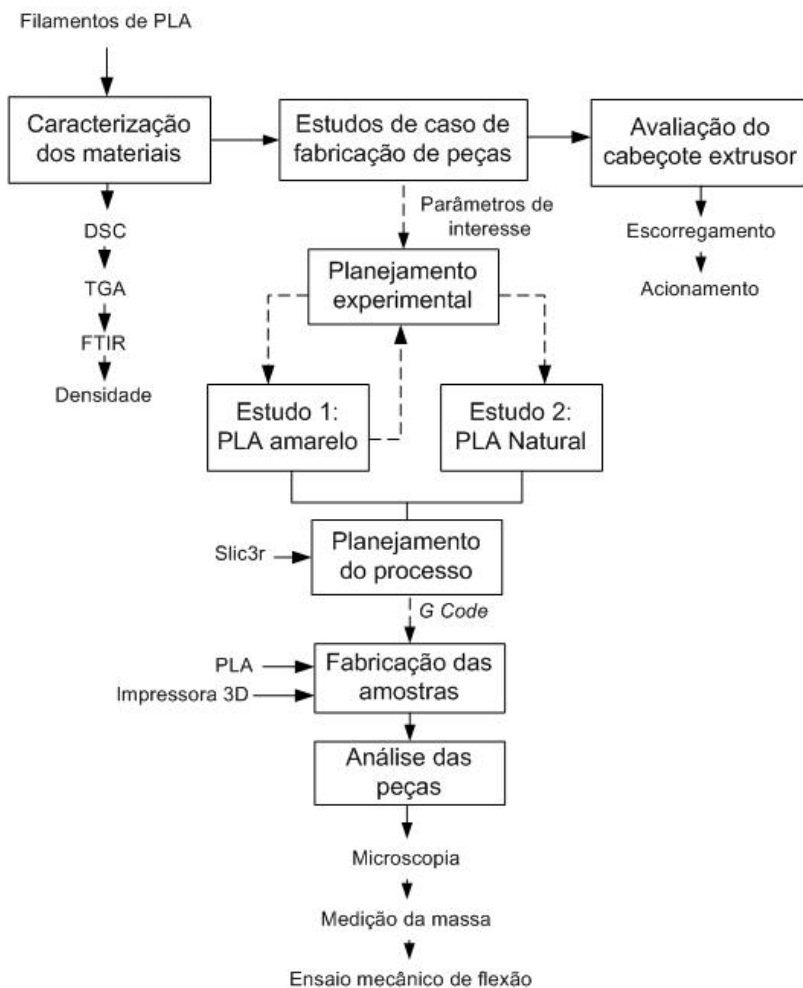 Filamentos de PLA
Caracterização
dos materiais
Estudos de caso de
fabricação de peças
Avaliação do
cabeçote extrusor
DSC
TGA
FTIR
Densidade
Parâmetros de
interesse
Escorregamento
Acionamento
Planejamento
experimental
Estudo 1:
PLA amarelo
Estudo 2:
PLA Natural
Slic3r
Planejamento
do processo
G Code
PLA
Impressora 3D
Fabricação das
amostras
Análise das
peças
Microscopia
Medição da massa
Ensaio mecânico de flexão